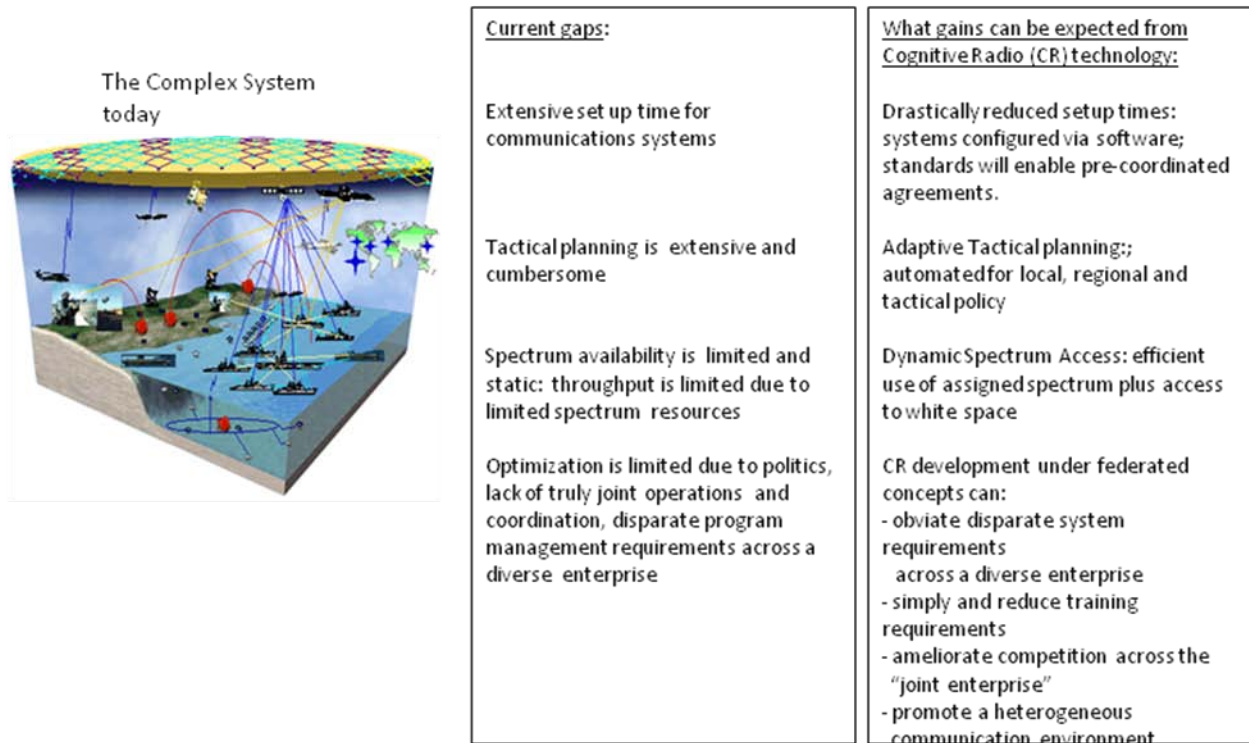 The Complex System
today
Current gaps:
Extensive set up time for
communications systems
Tactical planning is extensive and
cumbersome
Spectrum availability is limited and
static: throughput is limited due to
limited spectrum resources
Optimization is limited due to politics,
lack of truly joint operations and
coordination, disparate program
management requirements across a
diverse enterprise
What gains can be expected from
Cognitive Radio (CR) technology:
Drastically reduced setup times:
systems configured via software;
standards will enable pre-coordinated
agreements.
Adaptive Tactical planning:;
automated for local, regional and
tactical policy
Dynamic Spectrum Access: efficient
use of assigned spectrum plus access
to white space
CR development under federated
concepts can:
- obviate disparate system
requirements
across a diverse enterprise
- simply and reduce training
requirements
- ameliorate competition across the
"joint enterprise"
- promote a heterogeneous
communication environment